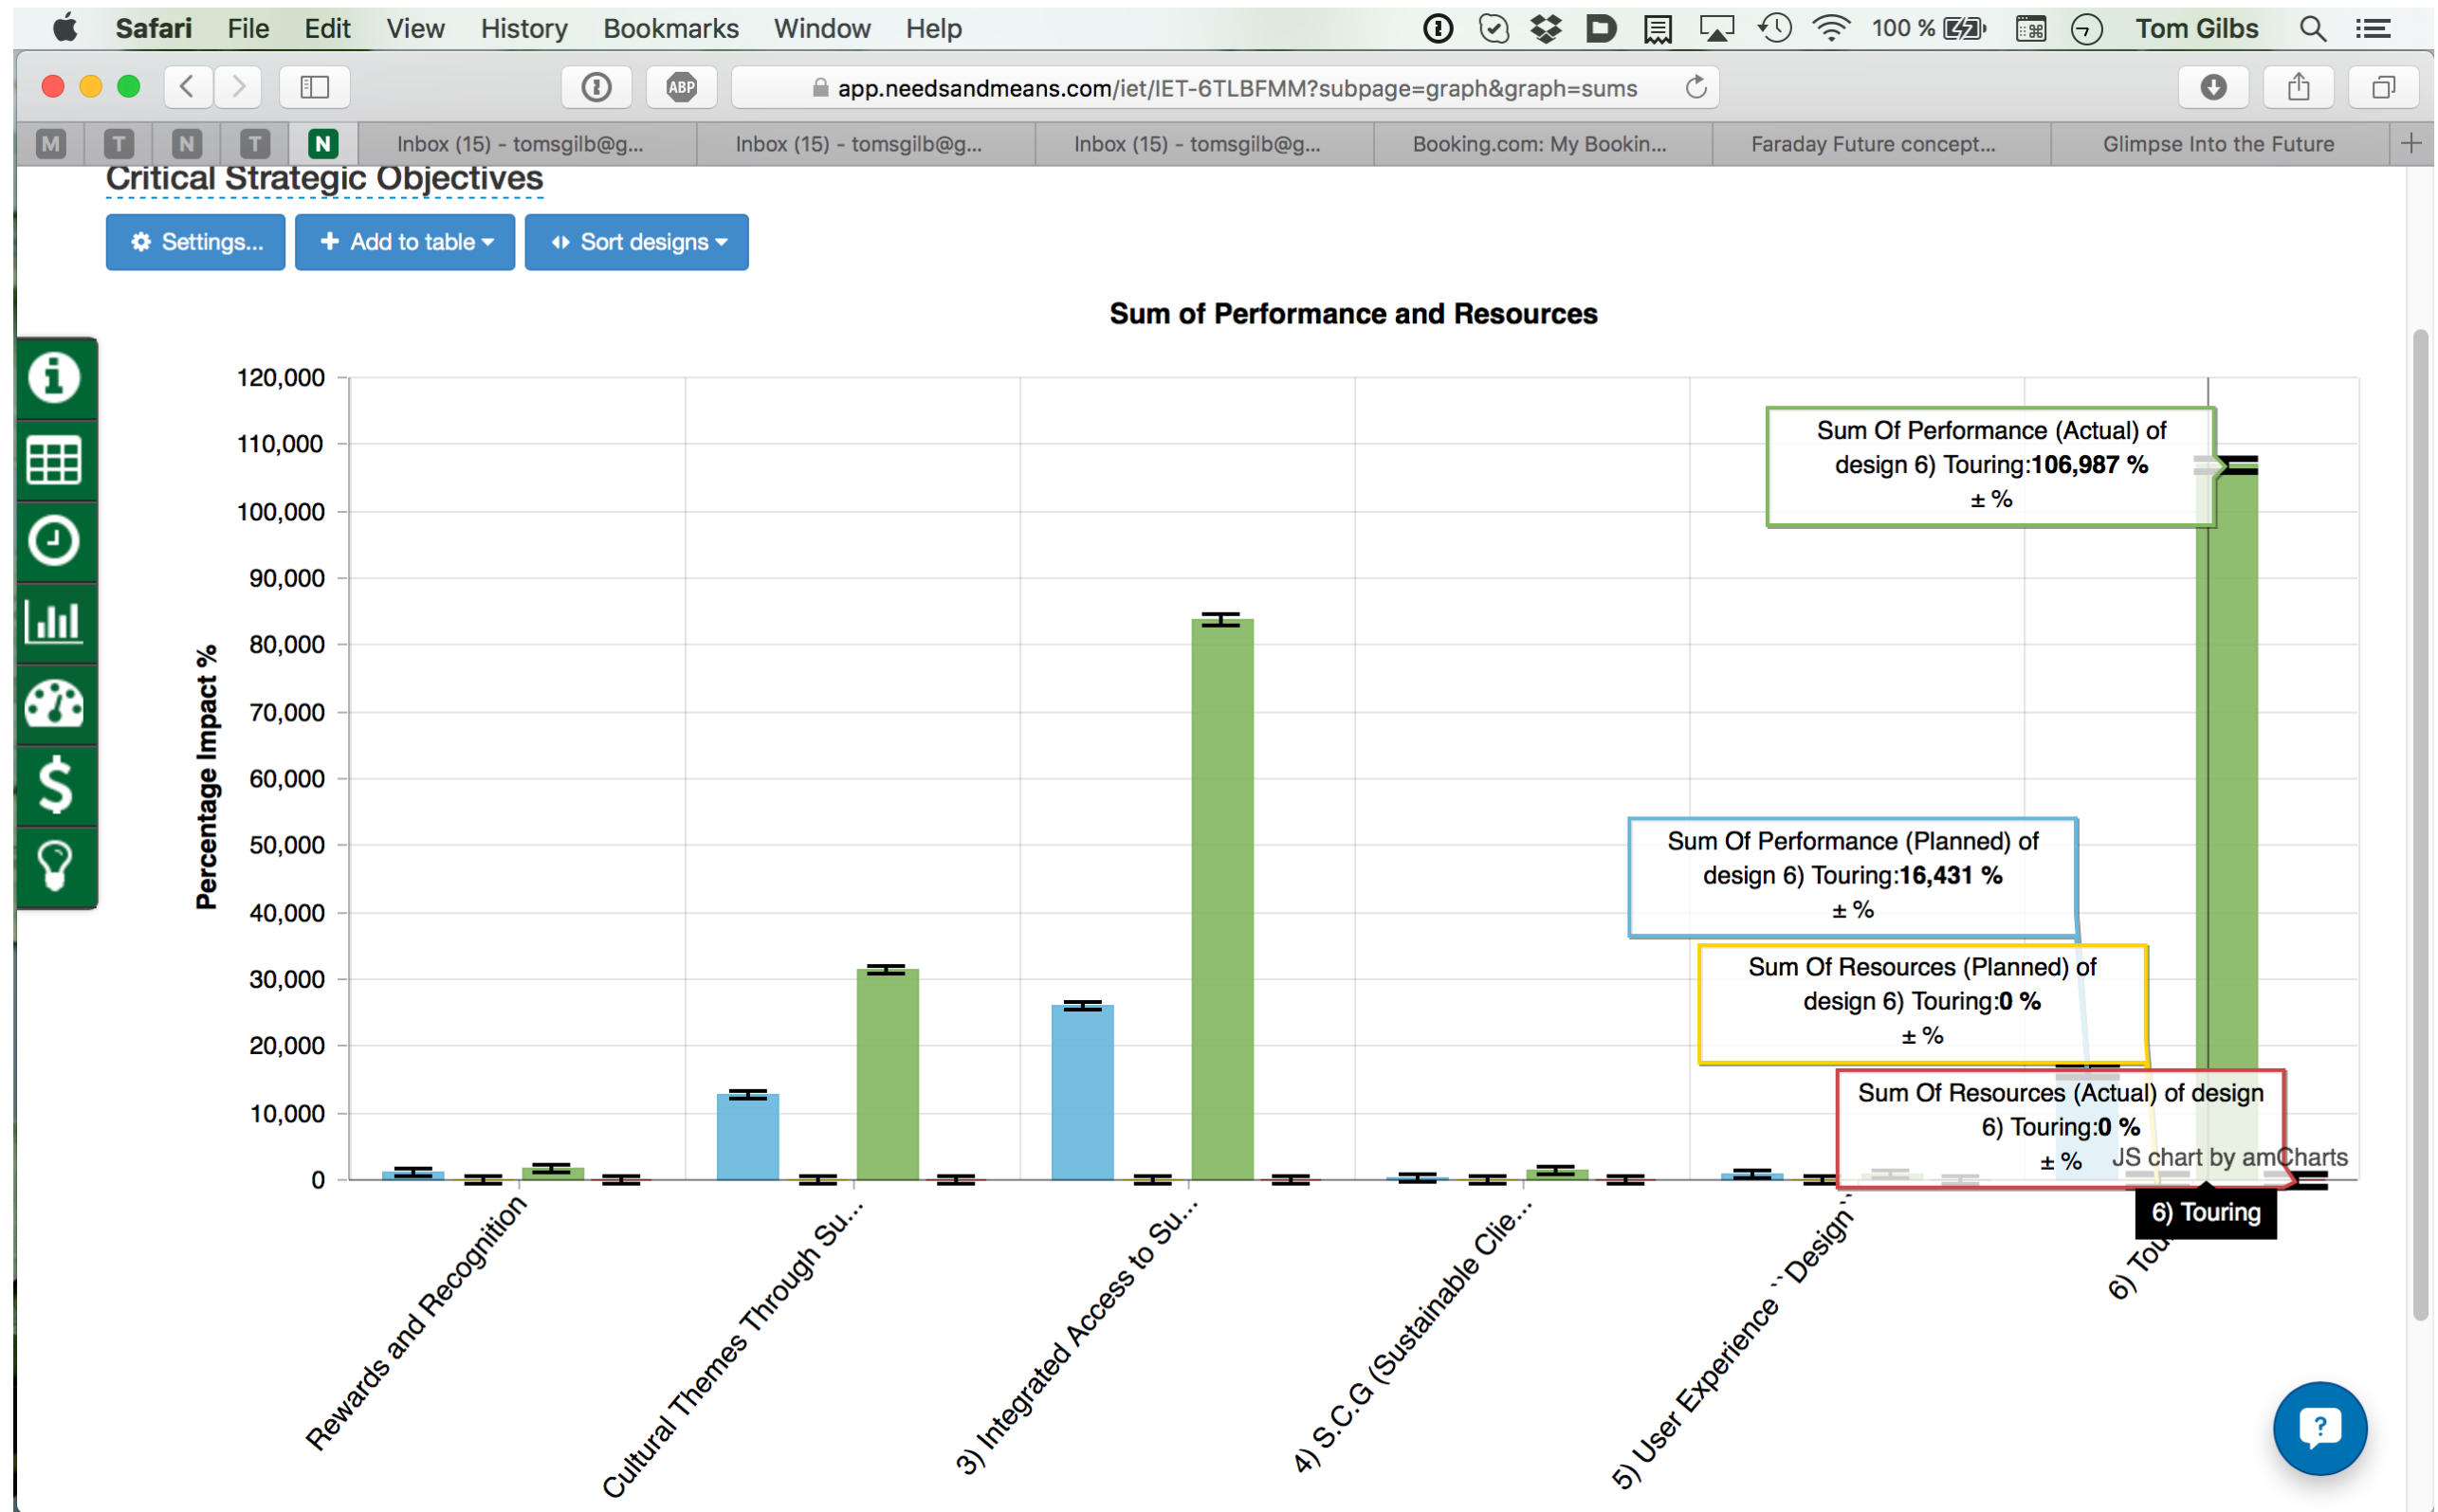 Safari File Edit View History Bookmarks Window Help 100 % Tom Gilbs
ABP app.needsandmeans.com/iet/IET-6TLBFMM?subpage=graph&graph=sums
M T N T N Inbox (15) - tomsgilb@g... Inbox (15) - tomsgilb@g... Inbox (15) - tomsgilb@g... Booking.com: My Bookin... Faraday Future concept... Glimpse Into the Future
Critical Strategic Objectives
Settings... Add to table Sort designs
Sum of Performance and Resources
Percentage Impact %
120,000
110,000
100,000
90,000
80,000
70,000
60,000
50,000
40,000
30,000
20,000
10,000
0
Sum Of Performance (Actual) of
design 6) Touring:106,987 %
± %
Sum Of Performance (Planned) of
design 6) Touring:16,431 %
± %
Sum Of Resources (Planned) of
design 6) Touring:0 %
± %
Sum Of Resources (Actual) of design
6) Touring:0 %
± %
JS chart by amCharts
6) Touring
Rewards and Recognition
Cultural Themes Through Su...
3) Integrated Access to Su...
4) S.C.G (Sustainable Clie...
5) User Experience ``Design``
6) Tou